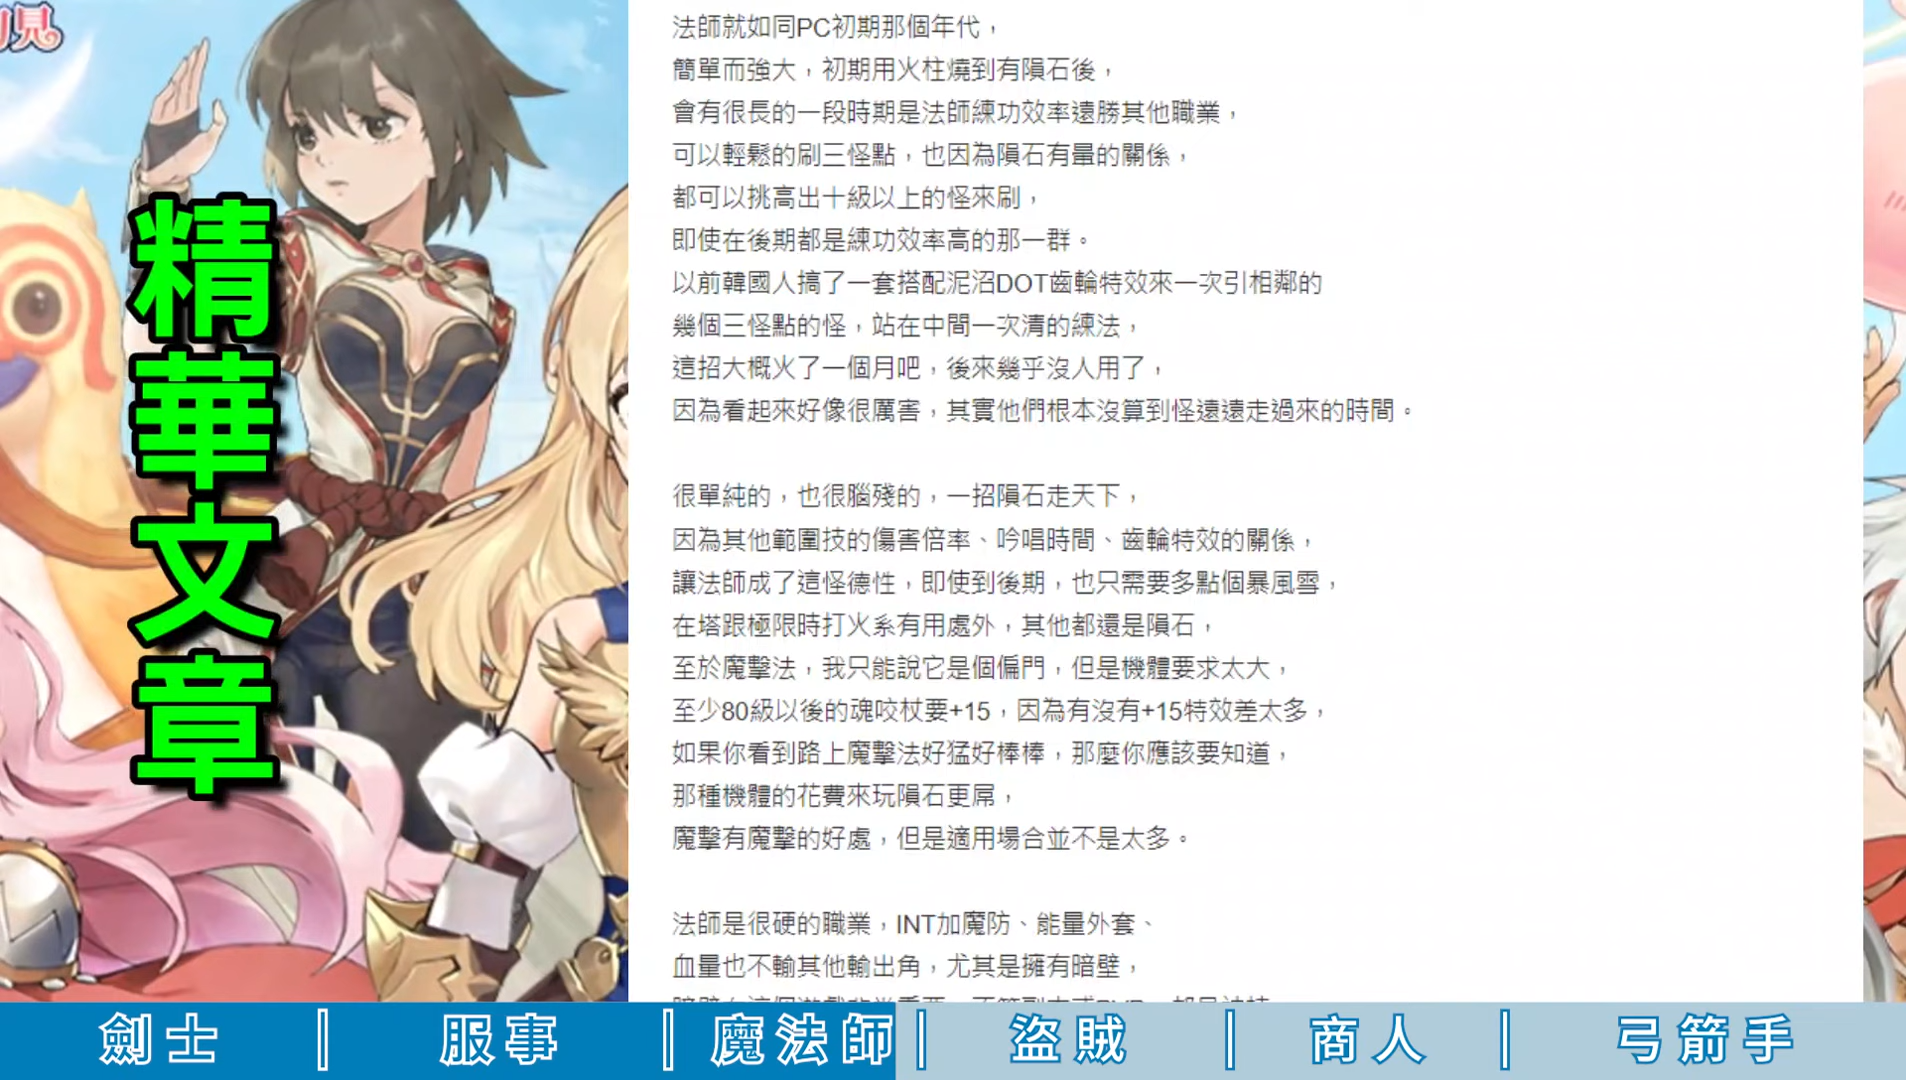 初見
精華文章
法師就如同PC初期那個年代，
簡單而強大，初期用火柱燒到有隕石後，
會有很長的一段時期是法師練功效率遠勝其他職業，
可以輕鬆的刷三怪點，也因為隕石有暈的關係，
都可以挑高出十級以上的怪來刷，
即使在後期都是練功效率高的那一群。
以前韓國人搞了一套搭配泥沼DOT齒輪特效來一次引相鄰的
幾個三怪點的怪，站在中間一次清的練法，
這招大概火了一個月吧，後來幾乎沒人用了，
因為看起來好像很厲害，其實他們根本沒算到怪遠遠走過來的時間。
很單純的，也很腦殘的，一招隕石走天下，
因為其他範圍技的傷害倍率、吟唱時間、齒輪特效的關係，
讓法師成了這怪德性，即使到後期，也只需要多點個暴風雪，
在塔跟極限時打火系有用處外，其他都還是隕石，
至於魔擊法，我只能說它是個偏門，但是機體要求太大，
至少80級以後的魂咬杖要+15，因為有沒有+15特效差太多，
如果你看到路上魔擊法好猛好棒棒，那麼你應該要知道，
那種機體的花費來玩隕石更屌，
魔擊有魔擊的好處，但是適用場合並不是太多。
法師是很硬的職業，INT加魔防、能量外套、
血量也不輸其他輸出角，尤其是擁有暗壁，
劍士 | 服事 | 魔法師 | 盜賊 | 商人 | 弓箭手